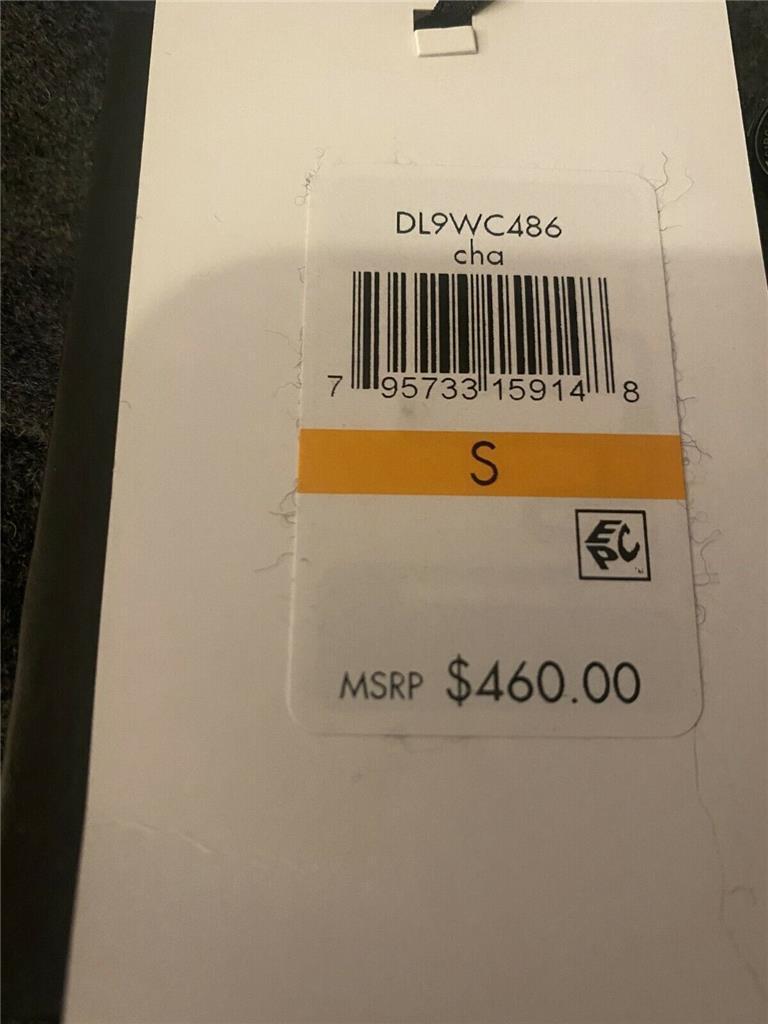 DL9WC486
cha
7 95733 15914 8
S
EPC
MSRP $460.00